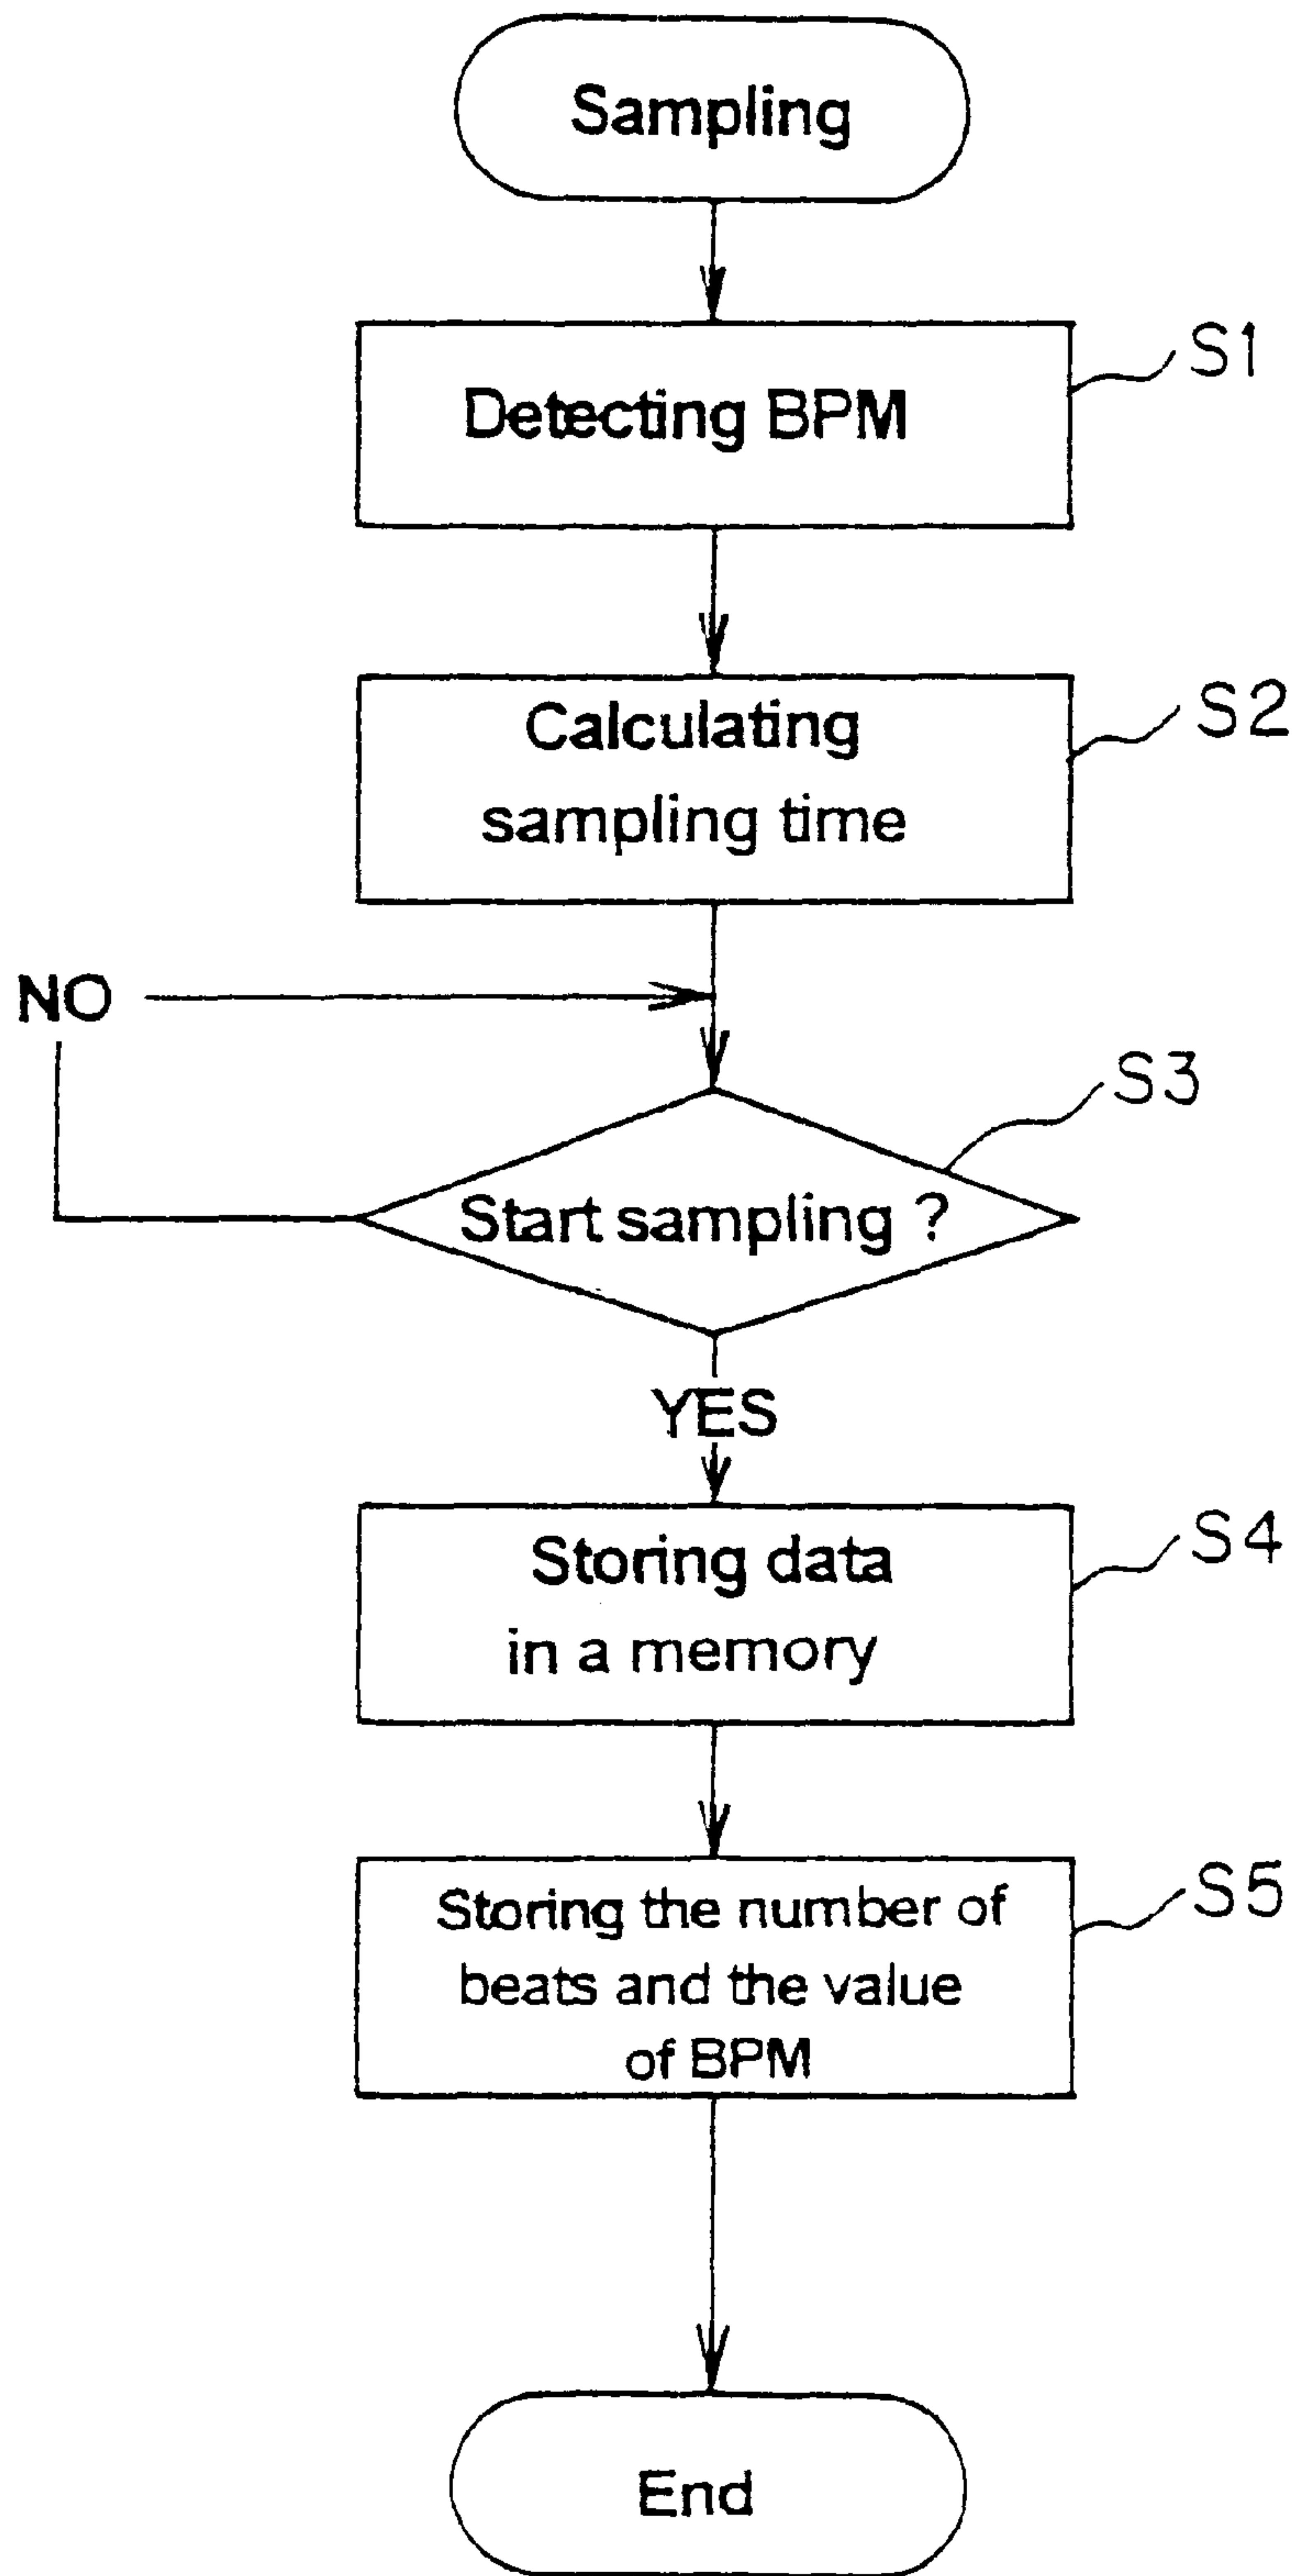 Sampling
Detecting BPM
S1
Calculating
sampling time
S2
NO
S3
Start sampling ?
YES
Storing data
in a memory
S4
Storing the number of
beats and the value
of BPM
S5
End